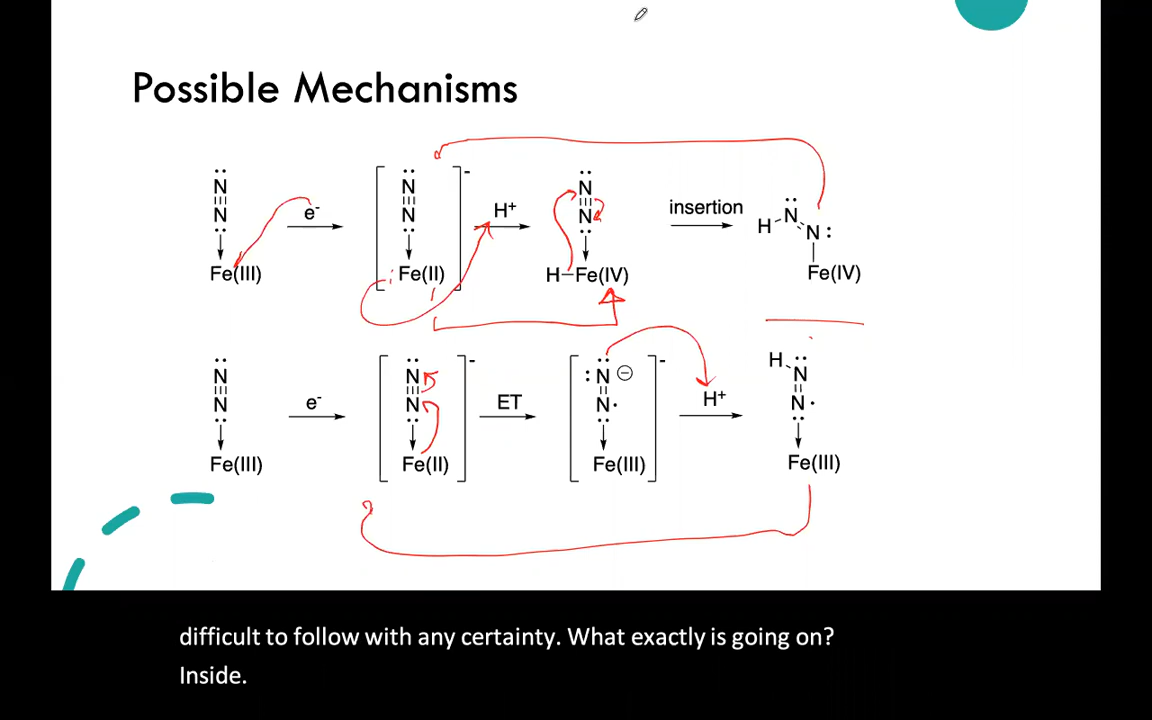 Possible Mechanisms
N
N
Fe(III)
e-
N
N
Fe(II)
-
H+
N
N
H-Fe(IV)
insertion
H
N
N
Fe(IV)
N
N
Fe(III)
e-
N
N
Fe(II)
-
ET
N
N
Fe(III)
-
H+
H
N
N
Fe(III)
difficult to follow with any certainty. What exactly is going on?
Inside.